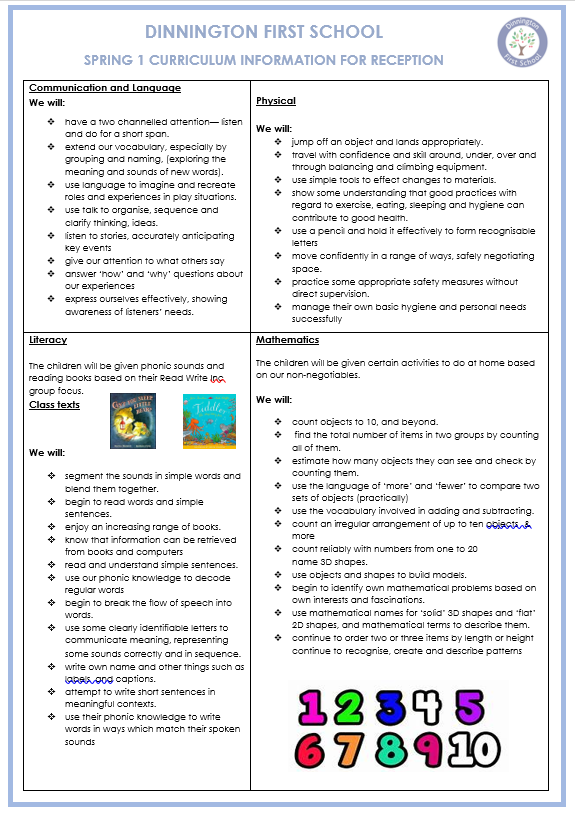 DINNINGTON FIRST SCHOOL
SPRING 1 CURRICULUM INFORMATION FOR RECEPTION
Dinnington
First School
Communication and Language
We will:
❖ have a two channelled attention— listen
and do for a short span.
❖ extend our vocabulary, especially by
grouping and naming, (exploring the
meaning and sounds of new words).
❖ use language to imagine and recreate
roles and experiences in play situations.
❖ use talk to organise, sequence and
clarify thinking, ideas.
❖ listen to stories, accurately anticipating
key events
❖ give our attention to what others say
❖ answer ‘how’ and ‘why’ questions about
our experiences
❖ express ourselves effectively, showing
awareness of listeners’ needs.
Physical
We will:
❖ jump off an object and lands appropriately.
❖ travel with confidence and skill around, under, over and
through balancing and climbing equipment.
❖ use simple tools to effect changes to materials.
❖ show some understanding that good practices with
regard to exercise, eating, sleeping and hygiene can
contribute to good health.
❖ use a pencil and hold it effectively to form recognisable
letters
❖ move confidently in a range of ways, safely negotiating
space.
❖ practice some appropriate safety measures without
direct supervision.
❖ manage their own basic hygiene and personal needs
successfully
Literacy
The children will be given phonic sounds and
reading books based on their Read Write Inc.
group focus.
Class texts
Tiddler
We will:
❖ segment the sounds in simple words and
blend them together.
❖ begin to read words and simple
sentences.
❖ enjoy an increasing range of books.
❖ know that information can be retrieved
from books and computers
❖ read and understand simple sentences.
❖ use our phonic knowledge to decode
regular words
❖ begin to break the flow of speech into
words.
❖ use some clearly identifiable letters to
communicate meaning, representing
some sounds correctly and in sequence.
❖ write own name and other things such as
labels, and captions.
❖ attempt to write short sentences in
meaningful contexts.
❖ use their phonic knowledge to write
words in ways which match their spoken
sounds
Mathematics
The children will be given certain activities to do at home based
on our non-negotiables.
We will:
❖ count objects to 10, and beyond.
❖ find the total number of items in two groups by counting
all of them.
❖ estimate how many objects they can see and check by
counting them.
❖ use the language of ‘more’ and ‘fewer’ to compare two
sets of objects (practically)
❖ use the vocabulary involved in adding and subtracting.
❖ count an irregular arrangement of up to ten objects &
more
❖ count reliably with numbers from one to 20
name 3D shapes.
❖ use objects and shapes to build models.
❖ begin to identify own mathematical problems based on
own interests and fascinations.
❖ use mathematical names for ‘solid’ 3D shapes and ‘flat’
2D shapes, and mathematical terms to describe them.
❖ continue to order two or three items by length or height
continue to recognise, create and describe patterns
1 2 3 4 5
6 7 8 9 10